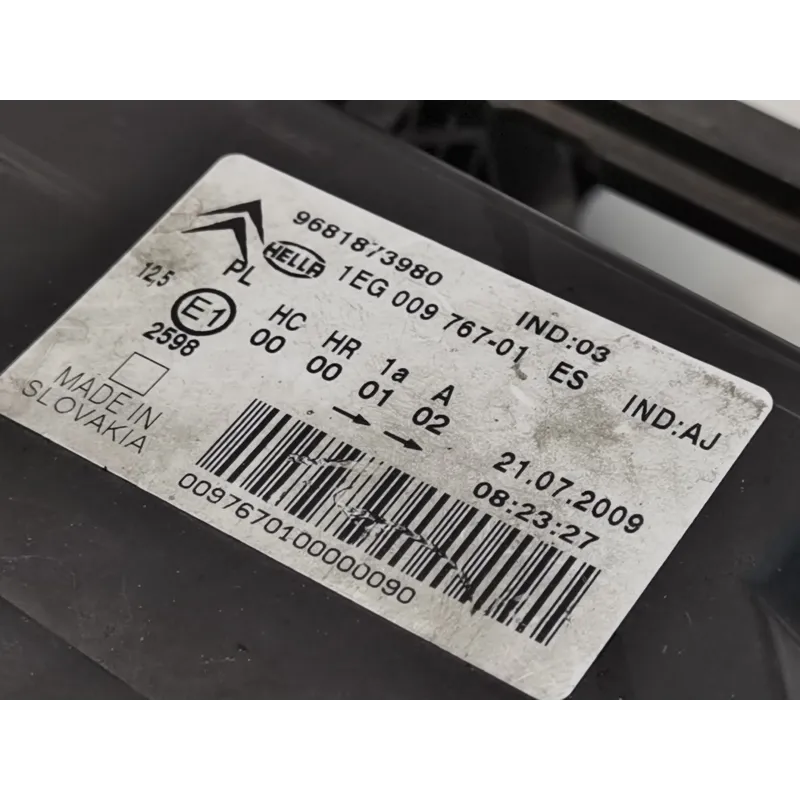 9681873980 IND:03
HELLA 1EG 009 767-01 ES IND:AJ
PL
12,5
E1 HC HR 1a A
2598 00 00 01 02
21.07.2009
08:23:27
MADE IN
SLOVAKIA
00976701000000090